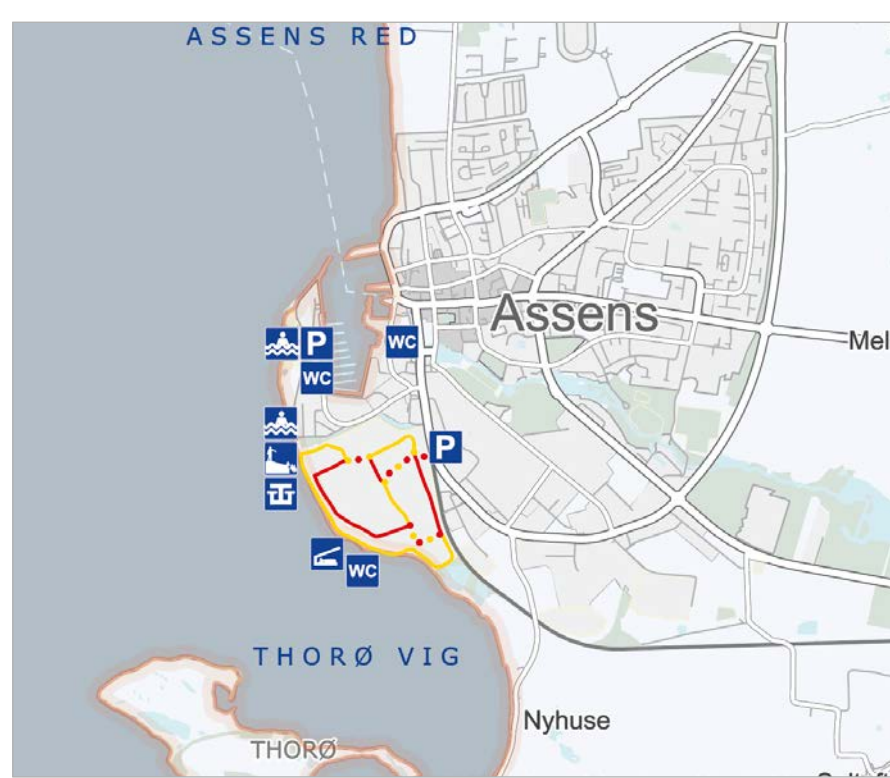 ASSENS RED
Assens
P
WC
Mel
WC
P
WC
THORØ VIG
Nyhuse
THORØ